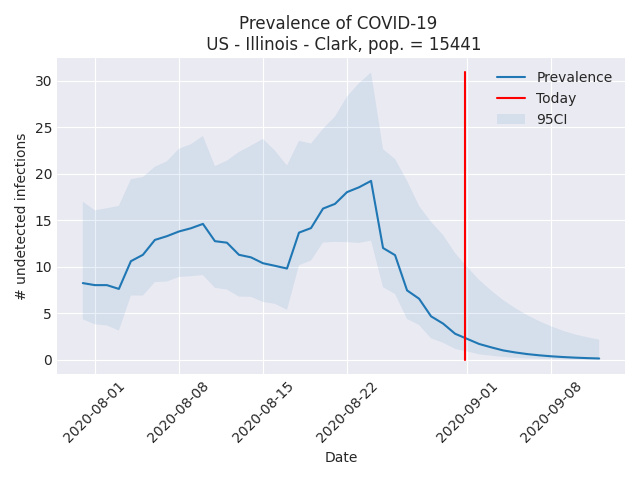 Prevalence of COVID-19
US - Illinois - Clark, pop. = 15441
Prevalence
Today
95CI
# undetected infections
30
25
20
15
10
5
0
2020-08-01
2020-08-08
2020-08-15
2020-08-22
2020-09-01
2020-09-08
Date